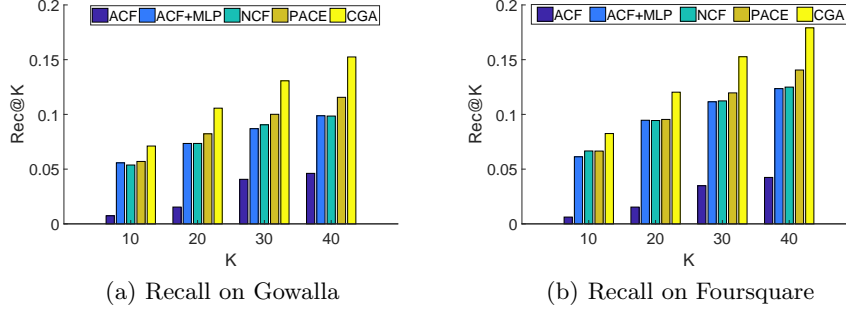 0.2
ACF ACF+MLP NCF PACE CGA
0.15
Rec@K
0.1
0.05
0
10 20 30 40
K
(a) Recall on Gowalla
0.2
ACF ACF+MLP NCF PACE CGA
0.15
Rec@K
0.1
0.05
0
10 20 30 40
K
(b) Recall on Foursquare